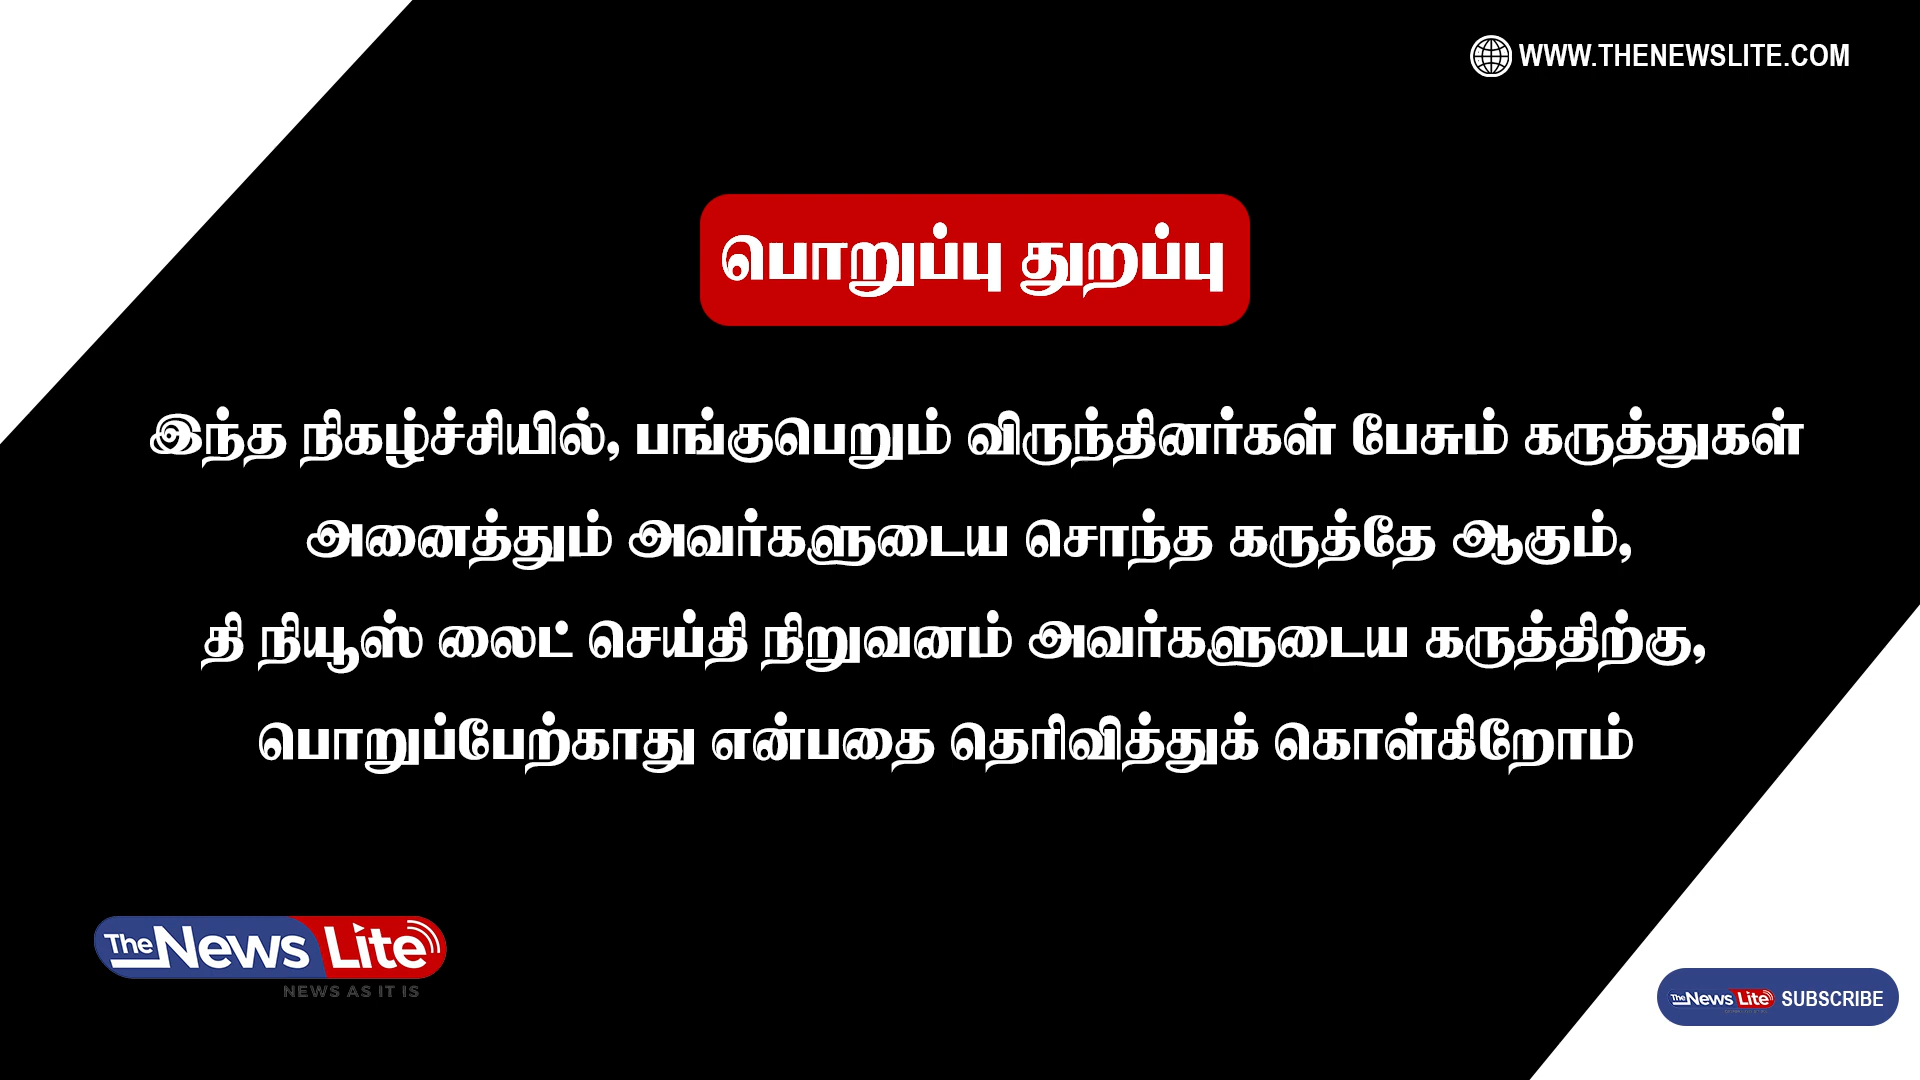 WWW.THENEWSLITE.COM
பொறுப்பு துறப்பு
இந்த நிகழ்ச்சியில், பங்குபெறும் விருந்தினர்கள் பேசும் கருத்துகள்
அனைத்தும் அவர்களுடைய சொந்த கருத்தே ஆகும்,
தி நியூஸ் லைட் செய்தி நிறுவனம் அவர்களுடைய கருத்திற்கு,
பொறுப்பேற்காது என்பதை தெரிவித்துக் கொள்கிறோம்
The News Lite
NEWS AS IT IS
The News Lite SUBSCRIBE